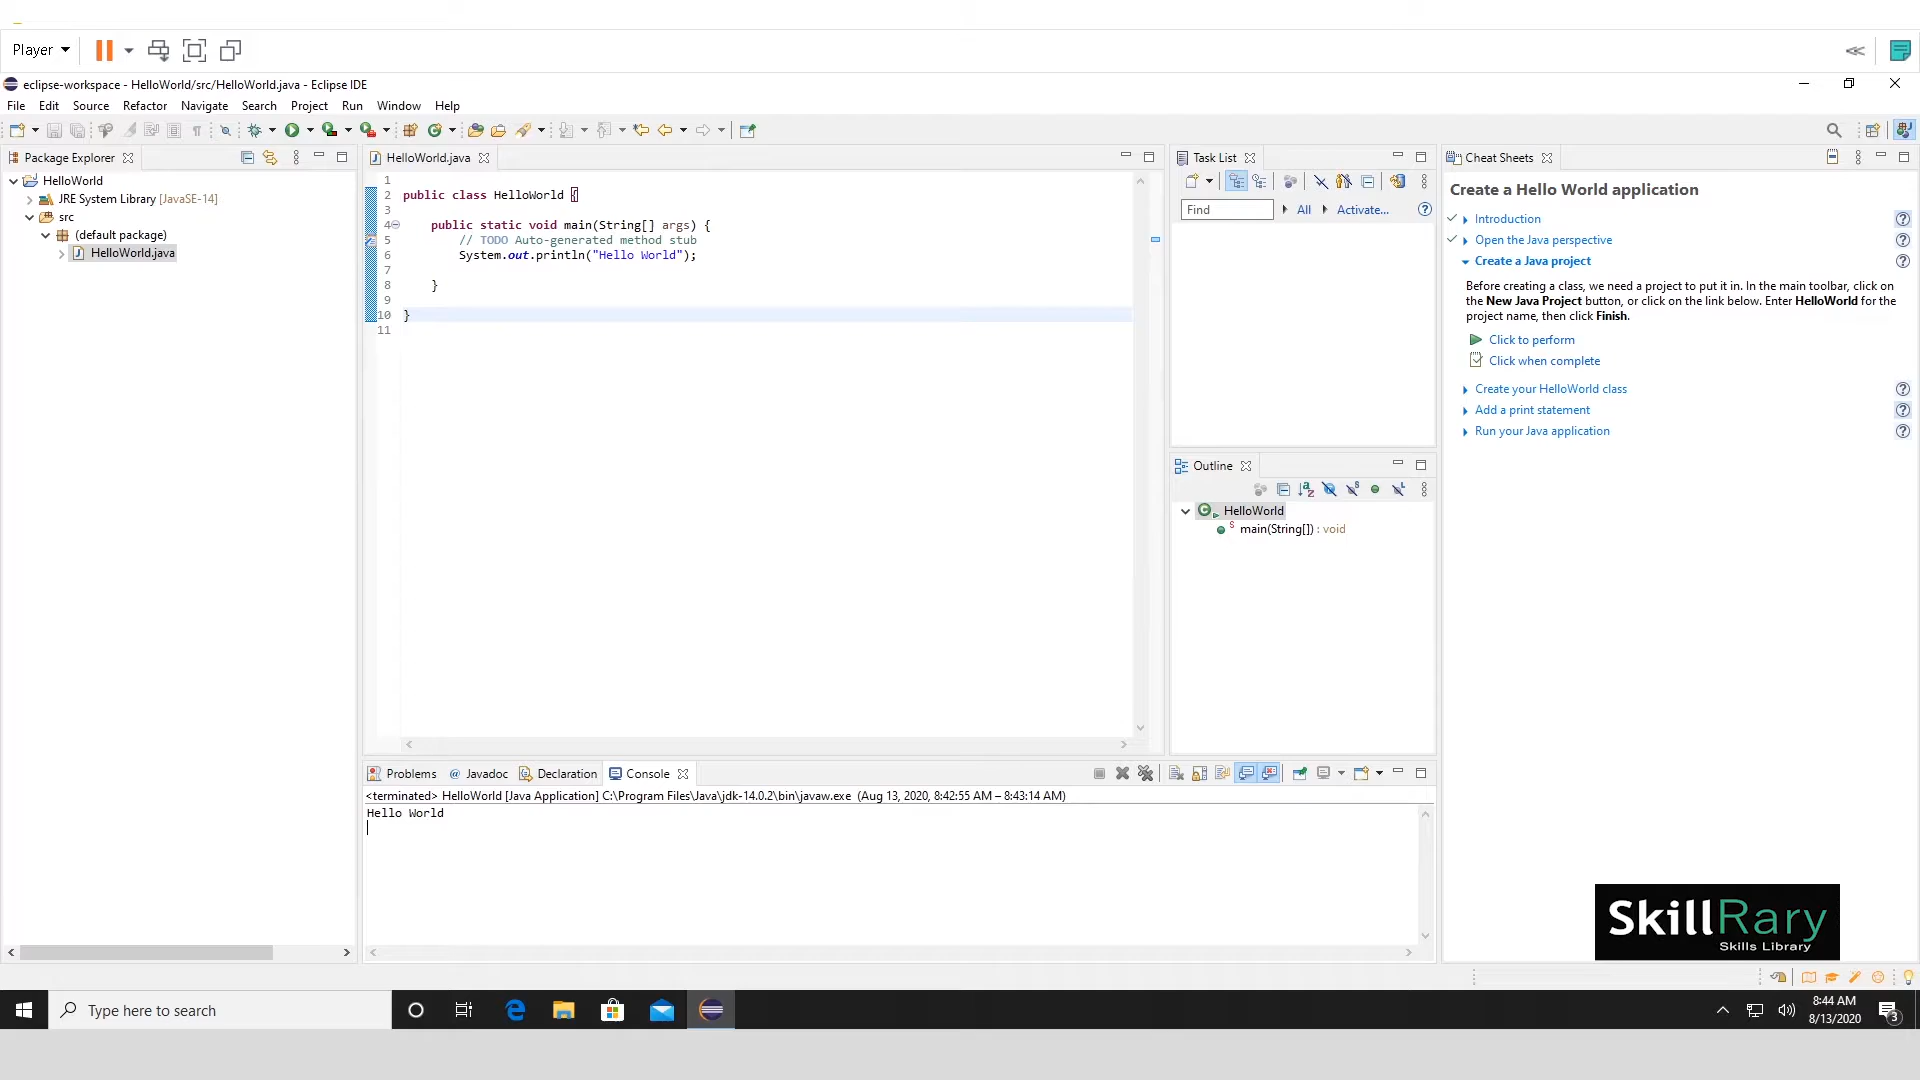 Player
eclipse-workspace - HelloWorld/src/HelloWorld.java - Eclipse IDE
File Edit Source Refactor Navigate Search Project Run Window Help
Package Explorer
HelloWorld
JRE System Library [JavaSE-14]
src
(default package)
HelloWorld.java
HelloWorld.java
1
2 public class HelloWorld {
3
4 public static void main(String[] args) {
5 // TODO Auto-generated method stub
6 System.out.println("Hello World");
7
8 }
9
10 }
11
Task List
Find All Activate...
Outline
HelloWorld
main(String[]) : void
Cheat Sheets
Create a Hello World application
Introduction
Open the Java perspective
Create a Java project
Before creating a class, we need a project to put it in. In the main toolbar, click on
the New Java Project button, or click on the link below. Enter HelloWorld for the
project name, then click Finish.
Click to perform
Click when complete
Create your HelloWorld class
Add a print statement
Run your Java application
Problems Javadoc Declaration Console
<terminated> HelloWorld [Java Application] C:\Program Files\Java\jdk-14.0.2\bin\javaw.exe (Aug 13, 2020, 8:42:55 AM – 8:43:14 AM)
Hello World
SkillRary
Skills Library
Type here to search
8:44 AM
8/13/2020
3